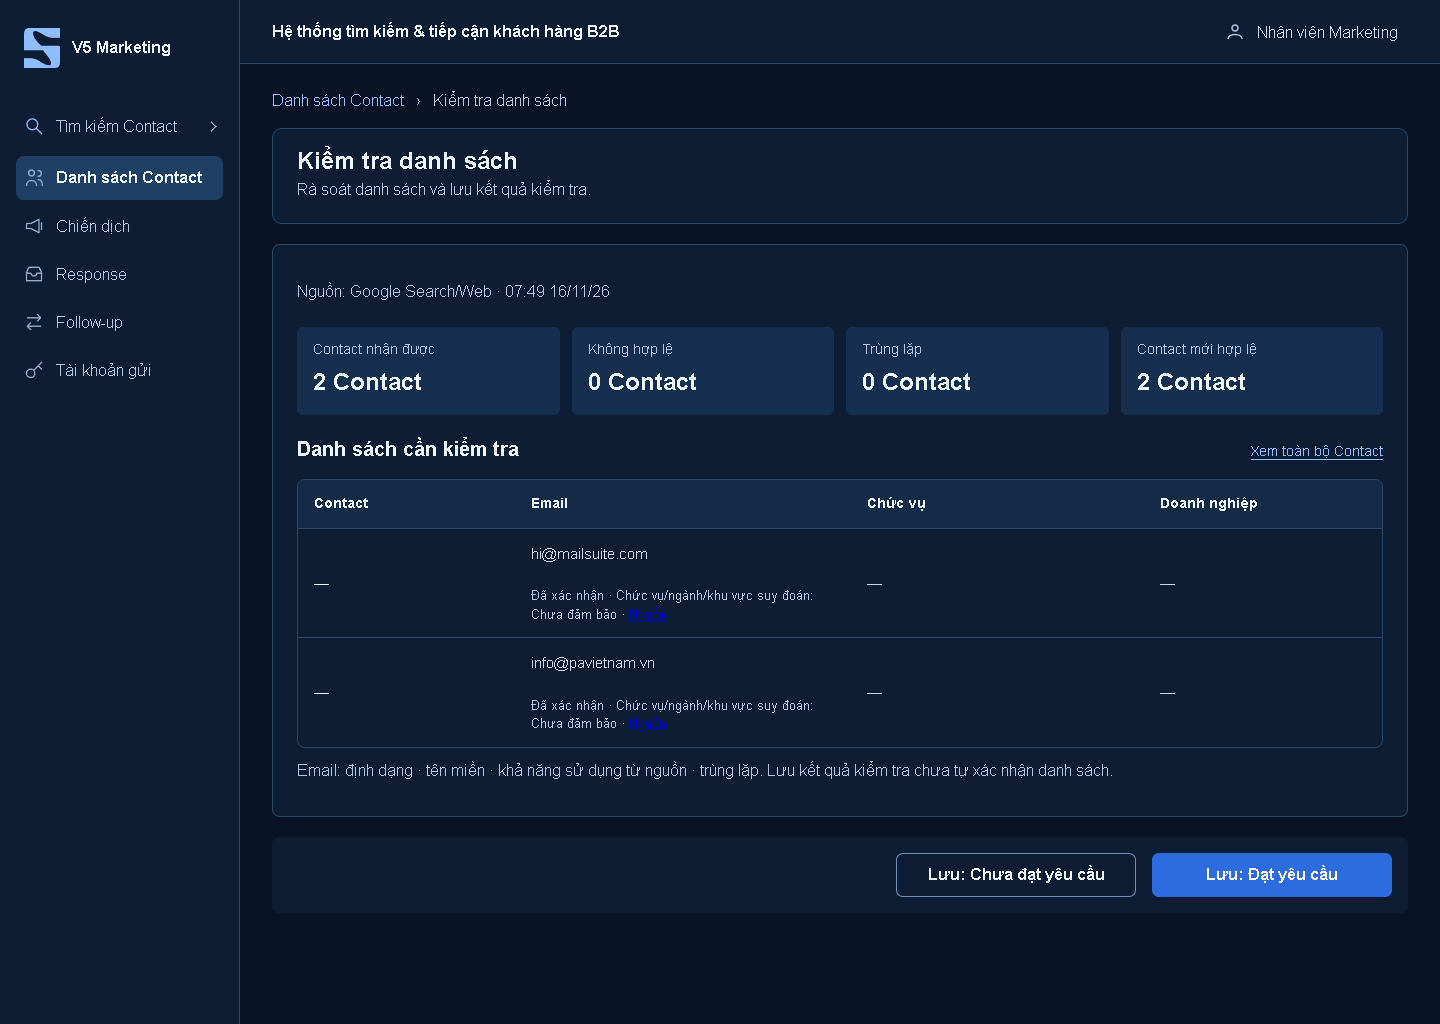 V5 Marketing
Tìm kiếm Contact
Danh sách Contact
Chiến dịch
Response
Follow-up
Tài khoản gửi
Hệ thống tìm kiếm & tiếp cận khách hàng B2B
Nhân viên Marketing
Danh sách Contact › Kiểm tra danh sách
Kiểm tra danh sách
Rà soát danh sách và lưu kết quả kiểm tra.
Nguồn: Google Search/Web · 07:49 16/11/26
Contact nhận được
2 Contact
Không hợp lệ
0 Contact
Trùng lặp
0 Contact
Contact mới hợp lệ
2 Contact
Danh sách cần kiểm tra
Xem toàn bộ Contact
Contact Email Chức vụ Doanh nghiệp
hi@mailsuite.com
— — —
Đã xác nhận · Chức vụ/ngành/khu vực suy đoán:
Chưa đảm bảo · Nguồn
info@pavietnam.vn
— — —
Đã xác nhận · Chức vụ/ngành/khu vực suy đoán:
Chưa đảm bảo · Nguồn
Email: định dạng · tên miền · khả năng sử dụng từ nguồn · trùng lặp. Lưu kết quả kiểm tra chưa tự xác nhận danh sách.
Lưu: Chưa đạt yêu cầu
Lưu: Đạt yêu cầu